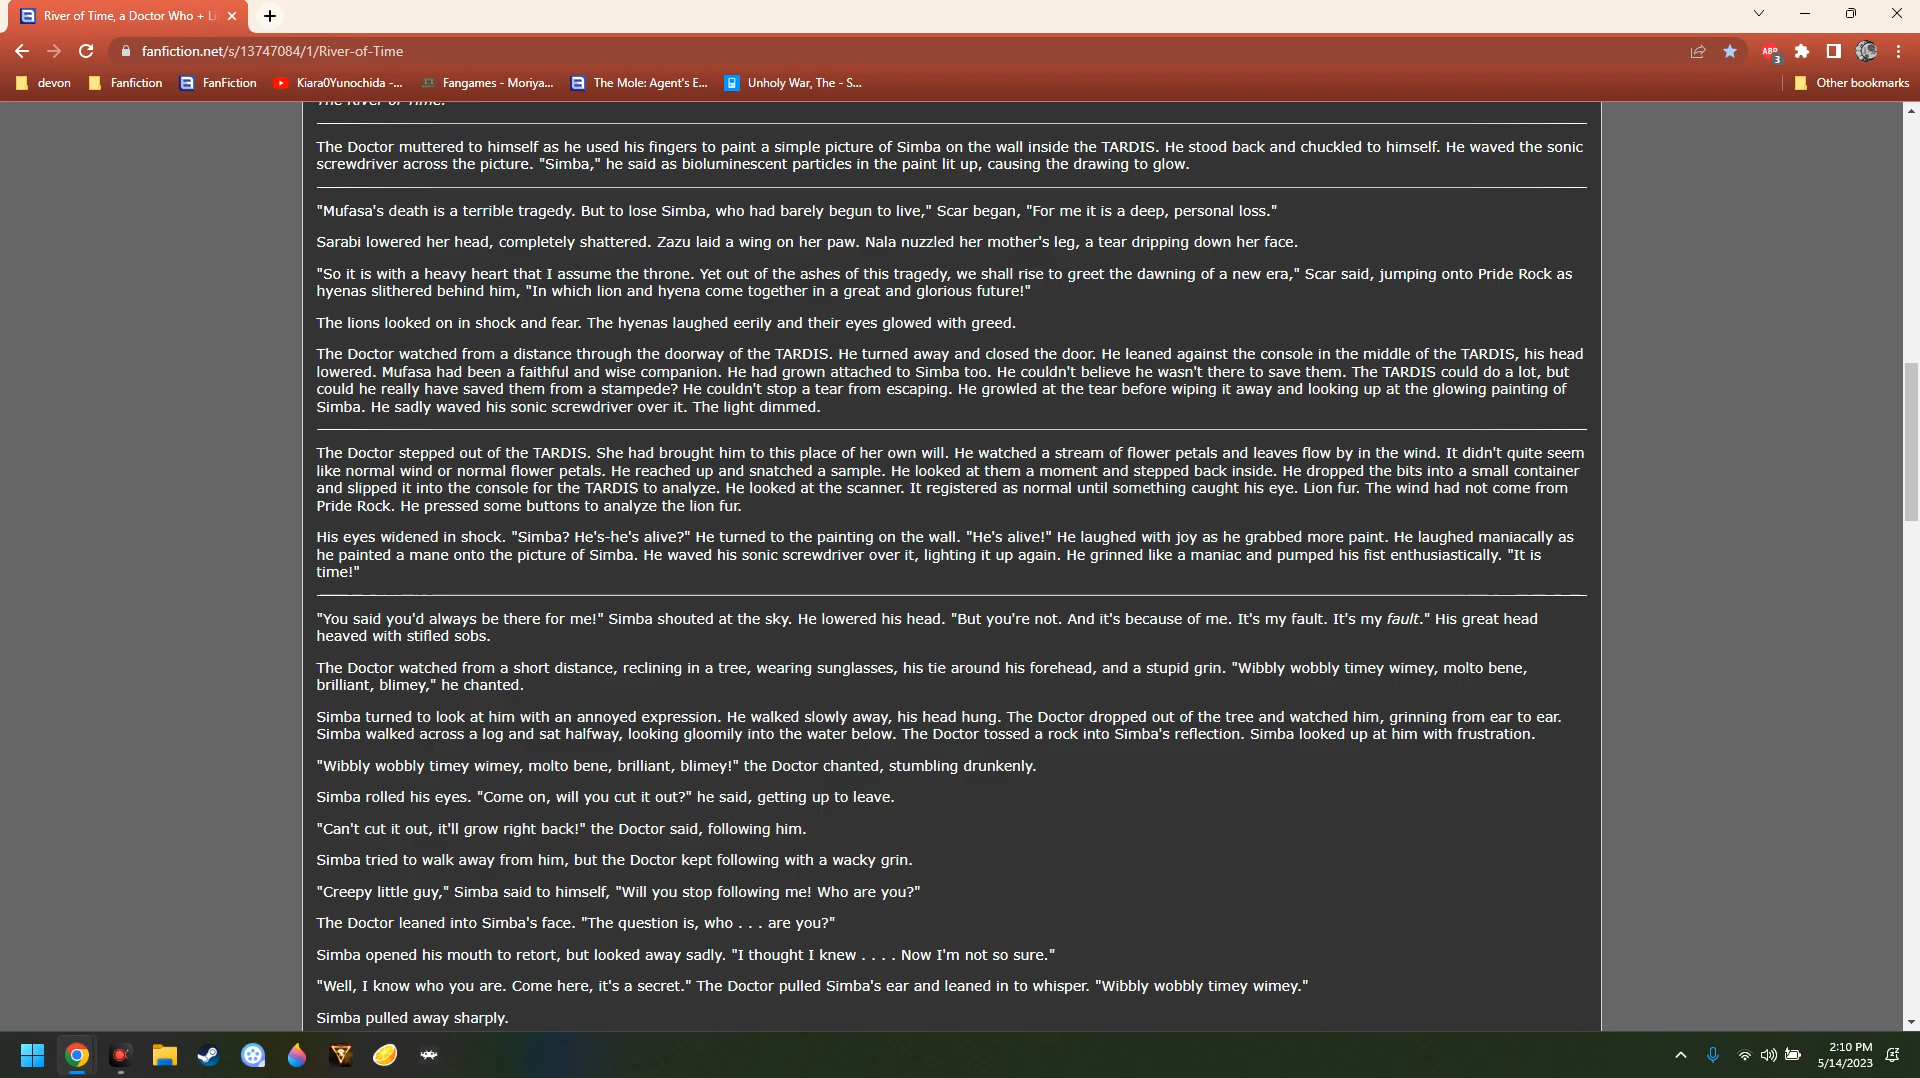 River of Time, a Doctor Who + Li
fanfiction.net/s/13747084/1/River-of-Time
ABP
3
devon
Fanfiction
FanFiction
Kiara0Yunochida -...
Fangames - Moriya...
The Mole: Agent's E...
Unholy War, The - S...
Other bookmarks
The River of Time.
The Doctor muttered to himself as he used his fingers to paint a simple picture of Simba on the wall inside the TARDIS. He stood back and chuckled to himself. He waved the sonic
screwdriver across the picture. "Simba," he said as bioluminescent particles in the paint lit up, causing the drawing to glow.
"Mufasa's death is a terrible tragedy. But to lose Simba, who had barely begun to live," Scar began, "For me it is a deep, personal loss."
Sarabi lowered her head, completely shattered. Zazu laid a wing on her paw. Nala nuzzled her mother's leg, a tear dripping down her face.
"So it is with a heavy heart that I assume the throne. Yet out of the ashes of this tragedy, we shall rise to greet the dawning of a new era," Scar said, jumping onto Pride Rock as
hyenas slithered behind him, "In which lion and hyena come together in a great and glorious future!"
The lions looked on in shock and fear. The hyenas laughed eerily and their eyes glowed with greed.
The Doctor watched from a distance through the doorway of the TARDIS. He turned away and closed the door. He leaned against the console in the middle of the TARDIS, his head
lowered. Mufasa had been a faithful and wise companion. He had grown attached to Simba too. He couldn't believe he wasn't there to save them. The TARDIS could do a lot, but
could he really have saved them from a stampede? He couldn't stop a tear from escaping. He growled at the tear before wiping it away and looking up at the glowing painting of
Simba. He sadly waved his sonic screwdriver over it. The light dimmed.
The Doctor stepped out of the TARDIS. She had brought him to this place of her own will. He watched a stream of flower petals and leaves flow by in the wind. It didn't quite seem
like normal wind or normal flower petals. He reached up and snatched a sample. He looked at them a moment and stepped back inside. He dropped the bits into a small container
and slipped it into the console for the TARDIS to analyze. He looked at the scanner. It registered as normal until something caught his eye. Lion fur. The wind had not come from
Pride Rock. He pressed some buttons to analyze the lion fur.
His eyes widened in shock. "Simba? He's-he's alive?" He turned to the painting on the wall. "He's alive!" He laughed with joy as he grabbed more paint. He laughed maniacally as
he painted a mane onto the picture of Simba. He waved his sonic screwdriver over it, lighting it up again. He grinned like a maniac and pumped his fist enthusiastically. "It is
time!"
"You said you'd always be there for me!" Simba shouted at the sky. He lowered his head. "But you're not. And it's because of me. It's my fault. It's my fault." His great head
heaved with stifled sobs.
The Doctor watched from a short distance, reclining in a tree, wearing sunglasses, his tie around his forehead, and a stupid grin. "Wibbly wobbly timey wimey, molto bene,
brilliant, blimey," he chanted.
Simba turned to look at him with an annoyed expression. He walked slowly away, his head hung. The Doctor dropped out of the tree and watched him, grinning from ear to ear.
Simba walked across a log and sat halfway, looking gloomily into the water below. The Doctor tossed a rock into Simba's reflection. Simba looked up at him with frustration.
"Wibbly wobbly timey wimey, molto bene, brilliant, blimey!" the Doctor chanted, stumbling drunkenly.
Simba rolled his eyes. "Come on, will you cut it out?" he said, getting up to leave.
"Can't cut it out, it'll grow right back!" the Doctor said, following him.
Simba tried to walk away from him, but the Doctor kept following with a wacky grin.
"Creepy little guy," Simba said to himself, "Will you stop following me! Who are you?"
The Doctor leaned into Simba's face. "The question is, who . . . are you?"
Simba opened his mouth to retort, but looked away sadly. "I thought I knew . . . . Now I'm not so sure."
"Well, I know who you are. Come here, it's a secret." The Doctor pulled Simba's ear and leaned in to whisper. "Wibbly wobbly timey wimey."
Simba pulled away sharply.
2:10 PM
5/14/2023